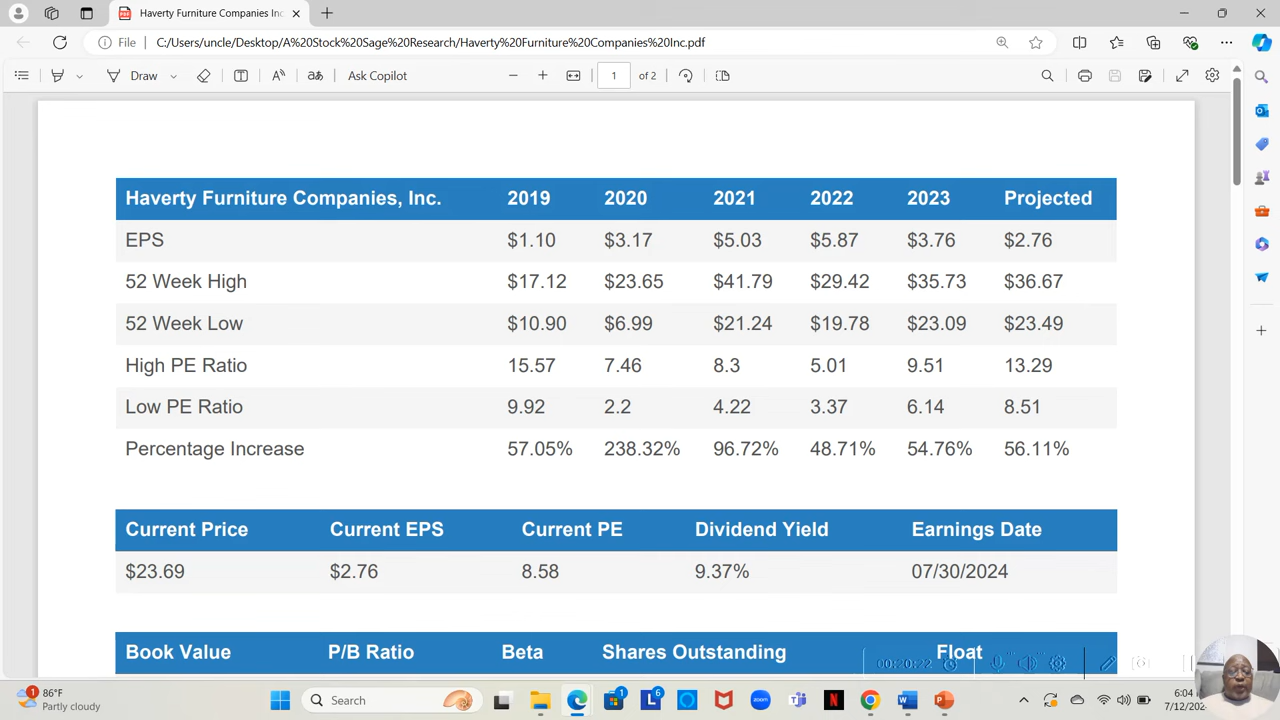 Haverty Furniture Companies Inc
File C:/Users/uncle/Desktop/A%20Stock%20Sage%20Research/Haverty%20Furniture%20Companies%20Inc.pdf
Draw Ask Copilot 1 of 2
Haverty Furniture Companies, Inc. 2019 2020 2021 2022 2023 Projected
EPS $1.10 $3.17 $5.03 $5.87 $3.76 $2.76
52 Week High $17.12 $23.65 $41.79 $29.42 $35.73 $36.67
52 Week Low $10.90 $6.99 $21.24 $19.78 $23.09 $23.49
High PE Ratio 15.57 7.46 8.3 5.01 9.51 13.29
Low PE Ratio 9.92 2.2 4.22 3.37 6.14 8.51
Percentage Increase 57.05% 238.32% 96.72% 48.71% 54.76% 56.11%
Current Price Current EPS Current PE Dividend Yield Earnings Date
$23.69 $2.76 8.58 9.37% 07/30/2024
Book Value P/B Ratio Beta Shares Outstanding Float
00:20:22
86°F
Partly cloudy
Search
zoom
6:04
7/12/202